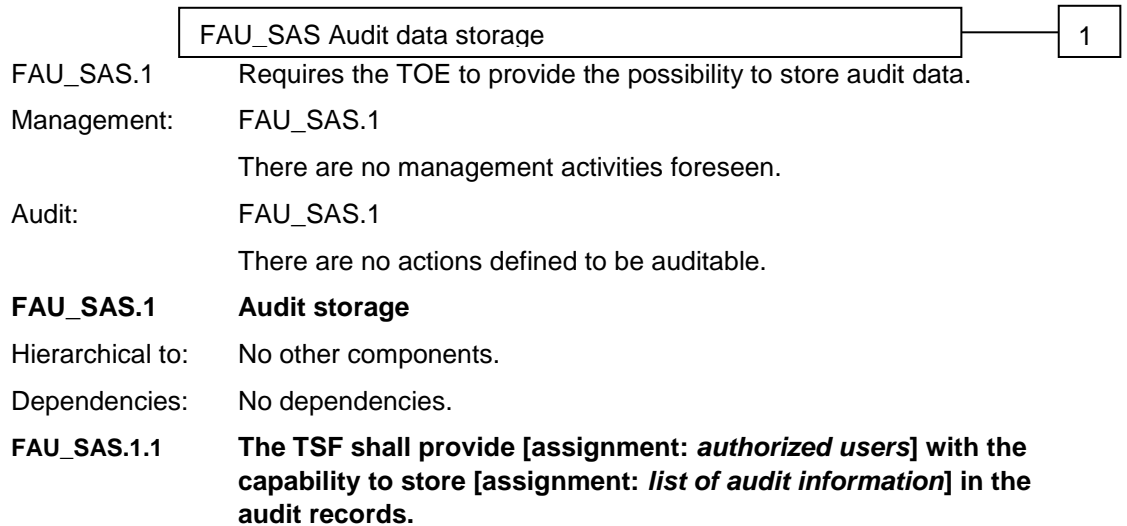 FAU_SAS Audit data storage 1
FAU_SAS.1 Requires the TOE to provide the possibility to store audit data.
Management: FAU_SAS.1
There are no management activities foreseen.
Audit: FAU_SAS.1
There are no actions defined to be auditable.
FAU_SAS.1 Audit storage
Hierarchical to: No other components.
Dependencies: No dependencies.
FAU_SAS.1.1 The TSF shall provide [assignment: authorized users] with the
capability to store [assignment: list of audit information] in the
audit records.